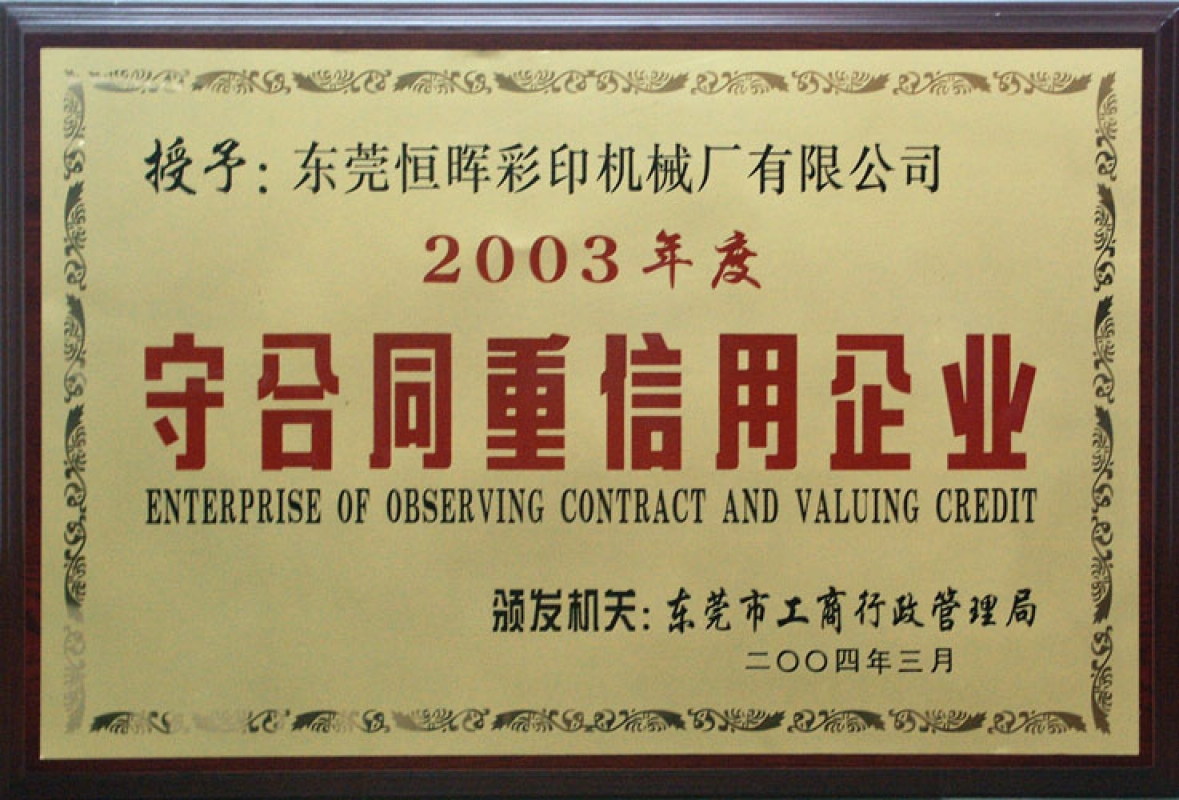 授予：东莞恒晖彩印机械厂有限公司
2003年度
守合同重信用企业
ENTERPRISE OF OBSERVING CONTRACT AND VALUING CREDIT
颁发机关：东莞市工商行政管理局
二〇〇四年三月